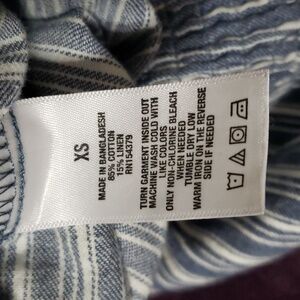 XS
MADE IN BANGLADESH
85% COTTON
15% LINEN
RN154379
TURN GARMENT INSIDE OUT
MACHINE WASH COLD WITH
LIKE COLORS
ONLY NON-CHLORINE BLEACH
WHEN NEEDED
TUMBLE DRY LOW
WARM IRON ON THE REVERSE
SIDE IF NEEDED